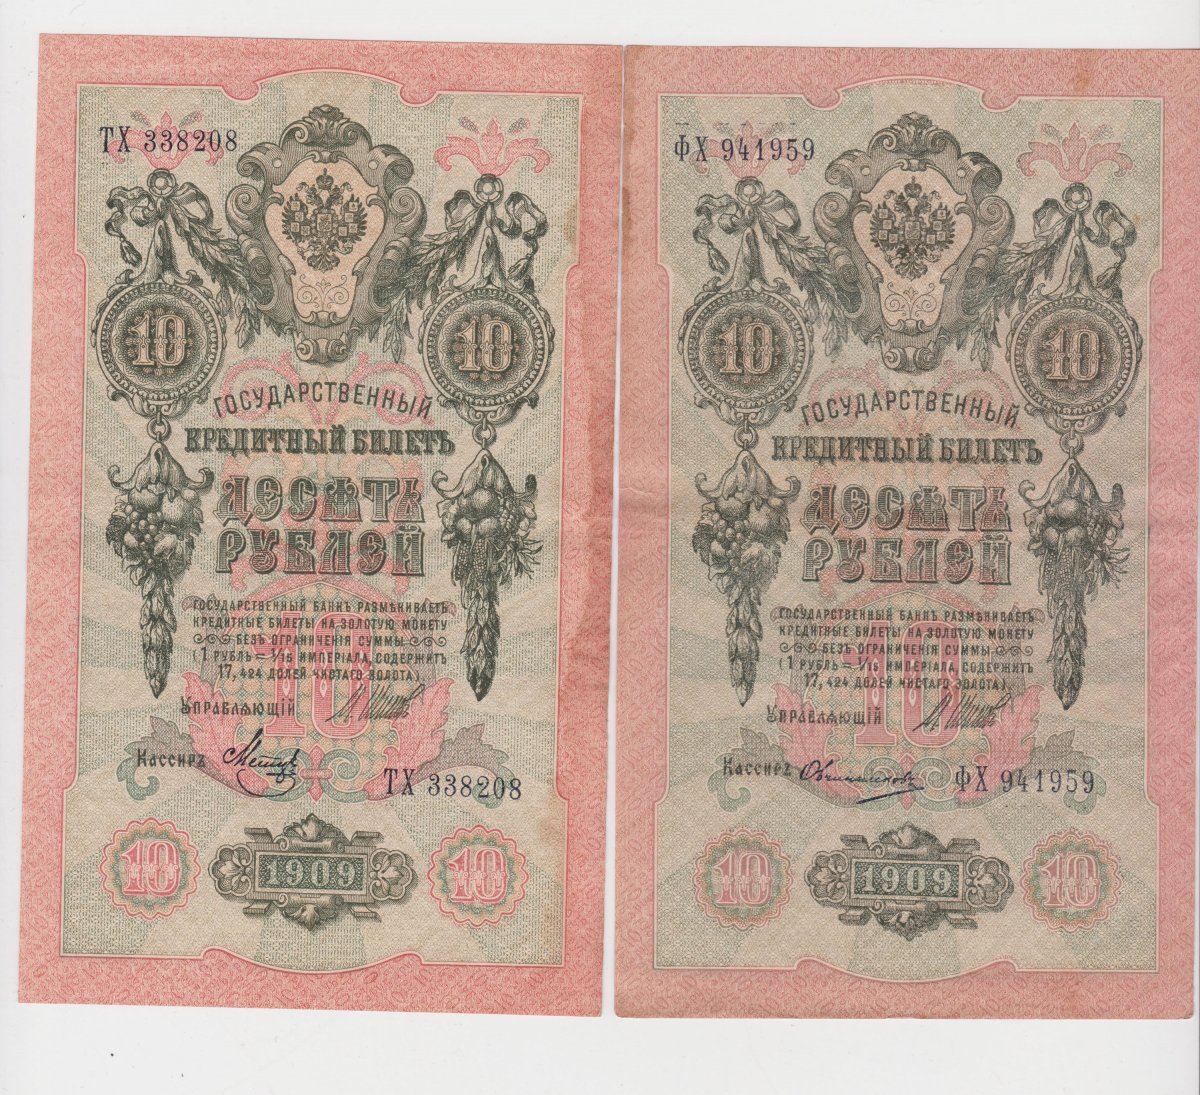 ТХ 338208
10 10
ГОСУДАРСТВЕННЫЙ
КРЕДИТНЫЙ БИЛЕТЪ
ДЕСЯТЬ
РУБЛЕЙ
ГОСУДАРСТВЕННЫЙ БАНКЪ РАЗМѢНИВАЕТЪ
КРЕДИТНЫЕ БИЛЕТЫ НА ЗОЛОТУЮ МОНЕТУ
БЕЗЪ ОГРАНИЧЕНІЯ СУММЫ
(1 РУБЛЬ = 1/15 ИМПЕРІАЛА, СОДЕРЖИТЪ
17,424 ДОЛЕЙ ЧИСТАГО ЗОЛОТА)
10
Управляющій
Кассиръ
ТХ 338208
10 1909 10
ФХ 941959
10 10
ГОСУДАРСТВЕННЫЙ
КРЕДИТНЫЙ БИЛЕТЪ
ДЕСЯТЬ
РУБЛЕЙ
ГОСУДАРСТВЕННЫЙ БАНКЪ РАЗМѢНИВАЕТЪ
КРЕДИТНЫЕ БИЛЕТЫ НА ЗОЛОТУЮ МОНЕТУ
БЕЗЪ ОГРАНИЧЕНІЯ СУММЫ
(1 РУБЛЬ = 1/15 ИМПЕРІАЛА, СОДЕРЖИТЪ
17,424 ДОЛЕЙ ЧИСТАГО ЗОЛОТА)
10
Управляющій
Кассиръ Овчинников
ФХ 941959
10 1909 10